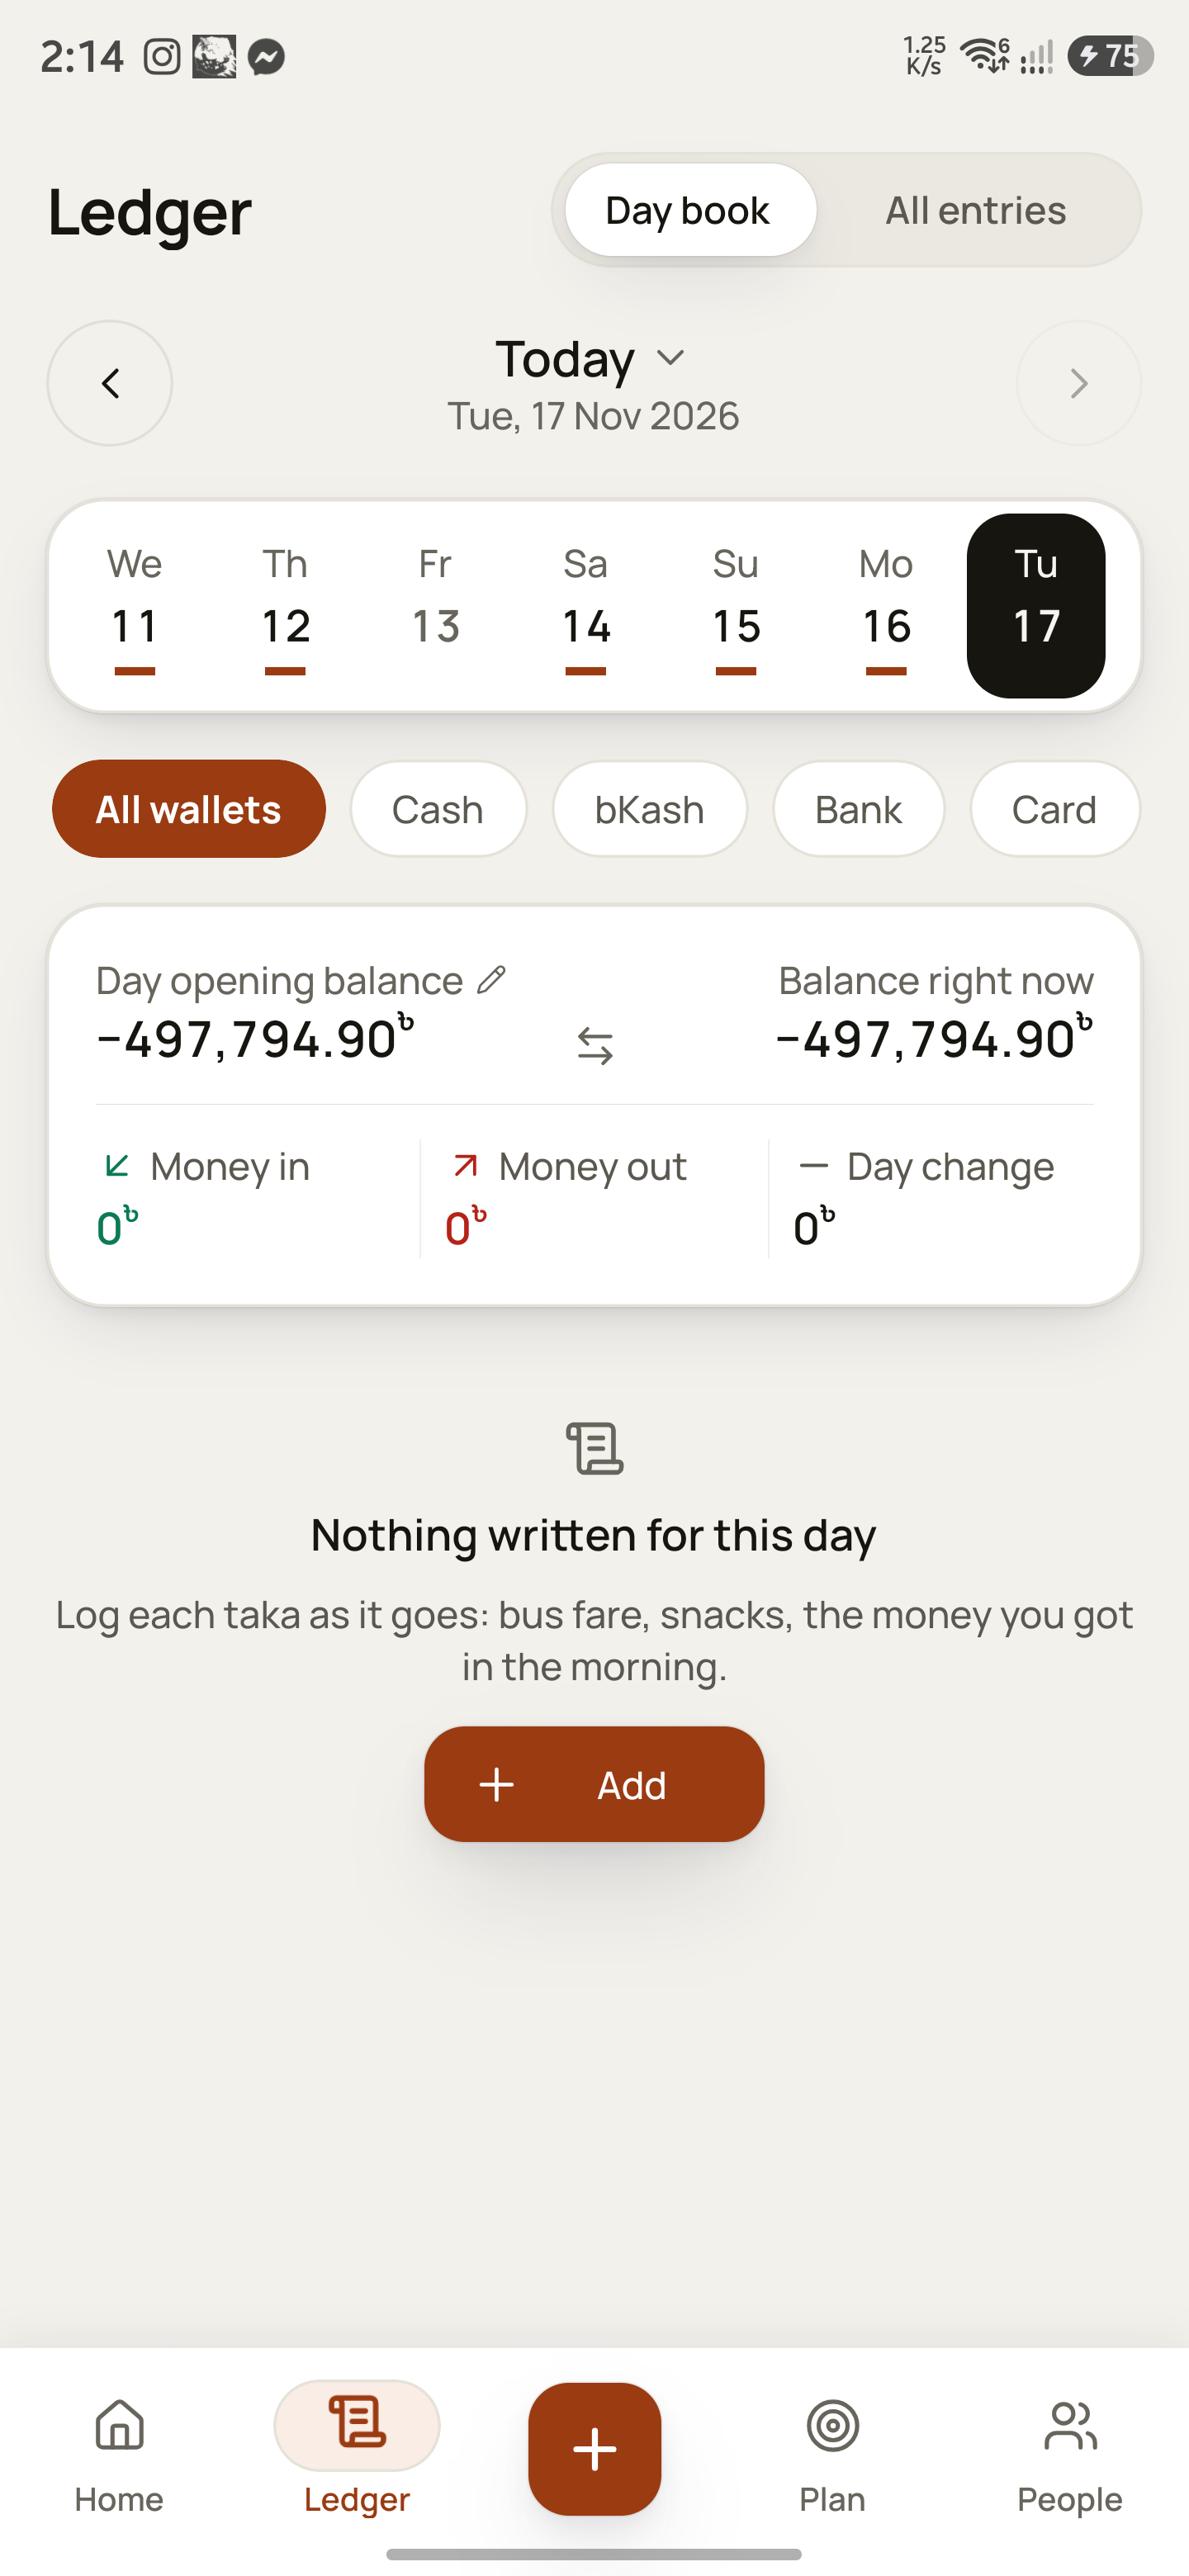 2:14
1.25 K/s
6
75
Ledger
Day book
All entries
Today
Tue, 17 Nov 2026
We Th Fr Sa Su Mo Tu
11 12 13 14 15 16 17
All wallets Cash bKash Bank Card
Day opening balance
Balance right now
−497,794.90৳
−497,794.90৳
Money in
Money out
Day change
0৳
0৳
0৳
Nothing written for this day
Log each taka as it goes: bus fare, snacks, the money you got
in the morning.
Add
Home
Ledger
Plan
People